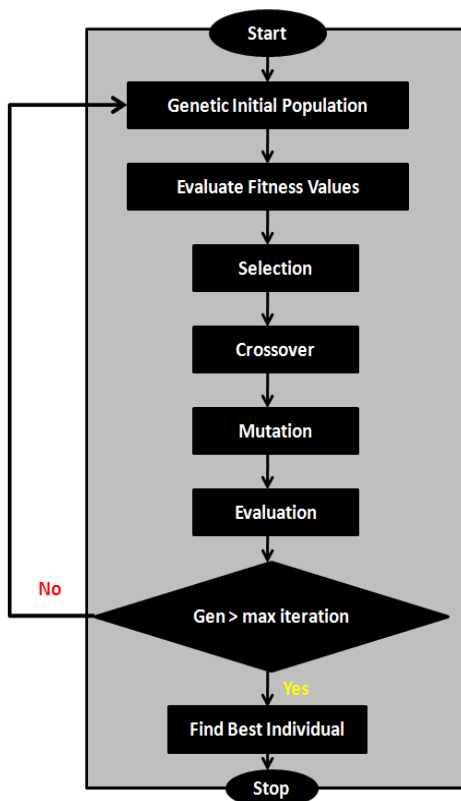 Start
Genetic Initial Population
Evaluate Fitness Values
Selection
Crossover
Mutation
Evaluation
No
Gen > max iteration
Yes
Find Best Individual
Stop